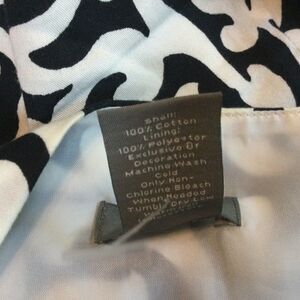 Shell:
100% Cotton
Lining:
100% Polyester
Exclusive Of
Decoration
Machine Wash
Cold
Only Non-
Chlorine Bleach
When Needed
Tumble Dry Low